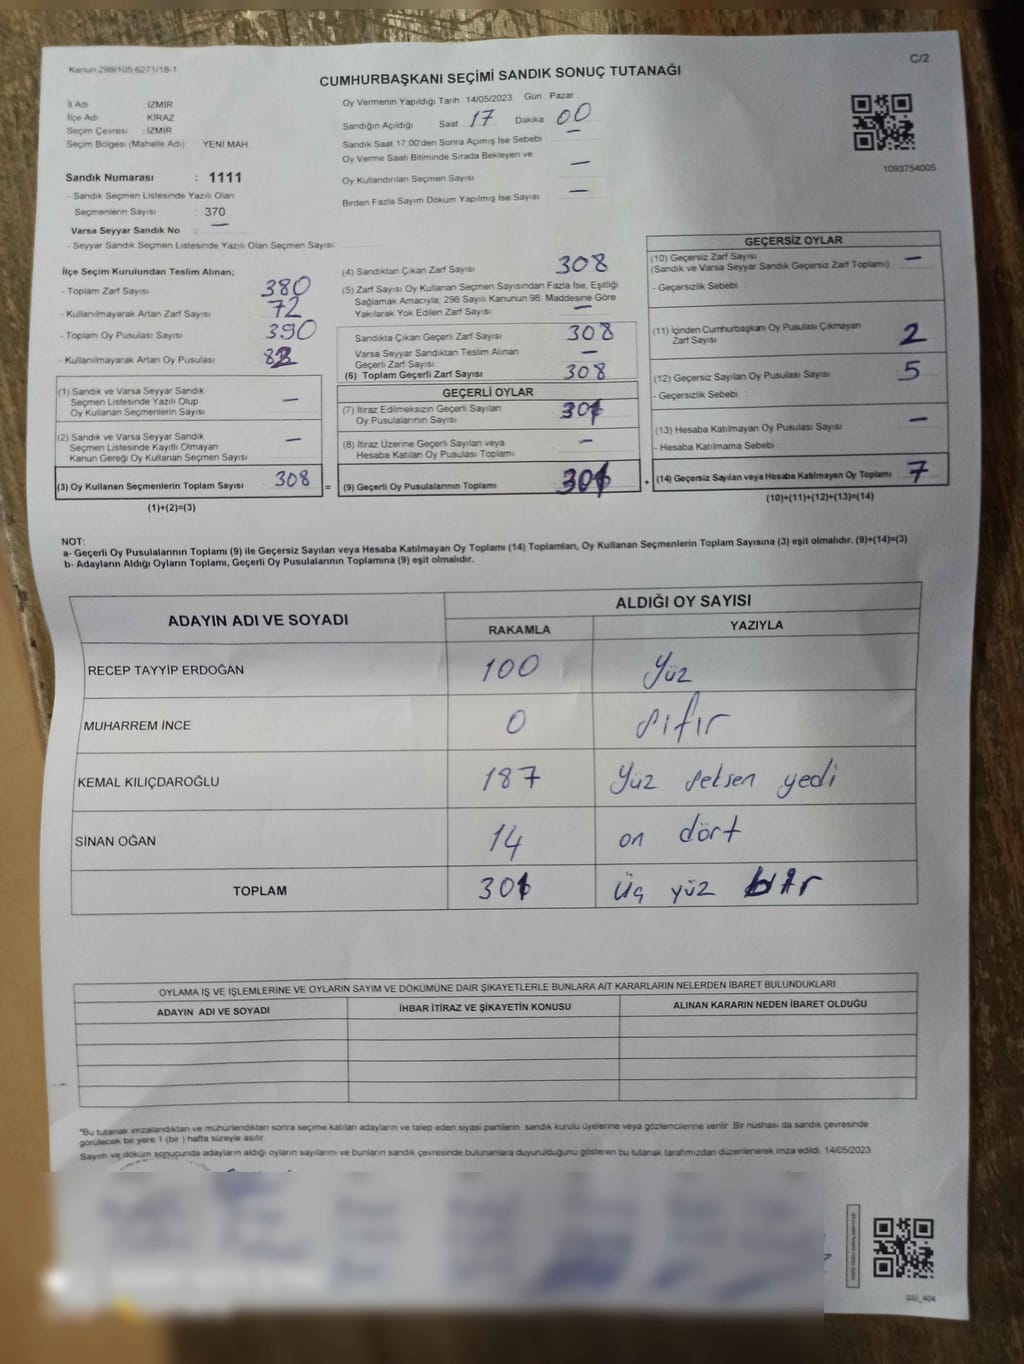 Kanun:298/105,6271/18-1
C/2
CUMHURBAŞKANI SEÇİMİ SANDIK SONUÇ TUTANAĞI
İl Adı İZMİR
İlçe Adı KİRAZ
Seçim Çevresi : İZMİR
Seçim Bölgesi (Mahalle Adı) YENİ MAH.
Sandık Numarası : 1111
- Sandık Seçmen Listesinde Yazılı Olan
Seçmenlerin Sayısı : 370
Varsa Seyyar Sandık No : —
- Seyyar Sandık Seçmen Listesinde Yazılı Olan Seçmen Sayısı:
Oy Vermenin Yapıldığı Tarih : 14/05/2023 Gün : Pazar
Sandığın Açıldığı Saat : 17 Dakika : 00
Sandık Saat 17:00'den Sonra Açımış İse Sebebi : —
Oy Verme Saati Bitiminde Sırada Bekleyen ve
Oy Kullandırılan Seçmen Sayısı —
Birden Fazla Sayım Döküm Yapılmış İse Sayısı —
1093754005
İlçe Seçim Kurulundan Teslim Alınan;
- Toplam Zarf Sayısı 380
- Kullanılmayarak Artan Zarf Sayısı 72
- Toplam Oy Pusulası Sayısı 390
- Kullanılmayarak Artan Oy Pusulası
(1) Sandık ve Varsa Seyyar Sandık
Seçmen Listesinde Yazılı Olup
Oy Kullanan Seçmenlerin Sayısı —
(2) Sandık ve Varsa Seyyar Sandık
Seçmen Listesinde Kayıtlı Olmayan
Kanun Gereği Oy Kullanan Seçmen Sayısı —
(3) Oy Kullanan Seçmenlerin Toplam Sayısı 308
(1)+(2)=(3)
=
(4) Sandıktan Çıkan Zarf Sayısı 308
(5) Zarf Sayısı Oy Kullanan Seçmen Sayısından Fazla İse, Eşitliği
Sağlamak Amacıyla; 298 Sayılı Kanunun 98. Maddesine Göre
Yakılarak Yok Edilen Zarf Sayısı —
Sandıkta Çıkan Geçerli Zarf Sayısı 308
Varsa Seyyar Sandıktan Teslim Alınan
Geçerli Zarf Sayısı —
(6) Toplam Geçerli Zarf Sayısı 308
GEÇERLİ OYLAR
(7) İtiraz Edilmeksizin Geçerli Sayılan
Oy Pusulalarının Sayısı 301
(8) İtiraz Üzerine Geçerli Sayılan veya
Hesaba Katılan Oy Pusulası Toplamı —
(9) Geçerli Oy Pusulalarının Toplamı 301
+
GEÇERSİZ OYLAR
(10) Geçersiz Zarf Sayısı —
(Sandık ve Varsa Seyyar Sandık Geçersiz Zarf Toplamı)
- Geçersizlik Sebebi :
(11) İçinden Cumhurbaşkanı Oy Pusulası Çıkmayan
Zarf Sayısı 2
(12) Geçersiz Sayılan Oy Pusulası Sayısı 5
- Geçersizlik Sebebi :
(13) Hesaba Katılmayan Oy Pusulası Sayısı —
- Hesaba Katılmama Sebebi :
(14) Geçersiz Sayılan veya Hesaba Katılmayan Oy Toplamı 7
(10)+(11)+(12)+(13)=(14)
NOT:
a- Geçerli Oy Pusulalarının Toplamı (9) ile Geçersiz Sayılan veya Hesaba Katılmayan Oy Toplamı (14) Toplamları, Oy Kullanan Seçmenlerin Toplam Sayısına (3) eşit olmalıdır. (9)+(14)=(3)
b- Adayların Aldığı Oyların Toplamı, Geçerli Oy Pusulalarının Toplamına (9) eşit olmalıdır.
ADAYIN ADI VE SOYADI
ALDIĞI OY SAYISI
RAKAMLA YAZIYLA
RECEP TAYYİP ERDOĞAN 100 Yüz
MUHARREM İNCE 0 sıfır
KEMAL KILIÇDAROĞLU 187 Yüz seksen yedi
SİNAN OĞAN 14 on dört
TOPLAM 301 üç yüz bir
OYLAMA İŞ VE İŞLEMLERİNE VE OYLARIN SAYIM VE DÖKÜMÜNE DAİR ŞİKAYETLERLE BUNLARA AİT KARARLARIN NELERDEN İBARET BULUNDUKLARI
ADAYIN ADI VE SOYADI İHBAR İTİRAZ VE ŞİKAYETİN KONUSU ALINAN KARARIN NEDEN İBARET OLDUĞU
"Bu tutanak imzalandıktan ve mühürlendikten sonra seçime katılan adayların ve talep eden siyasi partilerin sandık kurulu üyelerine veya gözlemcilerine verilir. Bir nüshası da sandık çevresinde
görülecek bir yere 1 (bir ) hafta süreyle asılır.
Sayım ve döküm sonucunda adayların aldığı oyların sayılarını ve bunların sandık çevresinde bulunanlara duyurulduğunu gösteren bu tutanak tarafımızdan düzenlenerek imza edildi. 14/05/2023